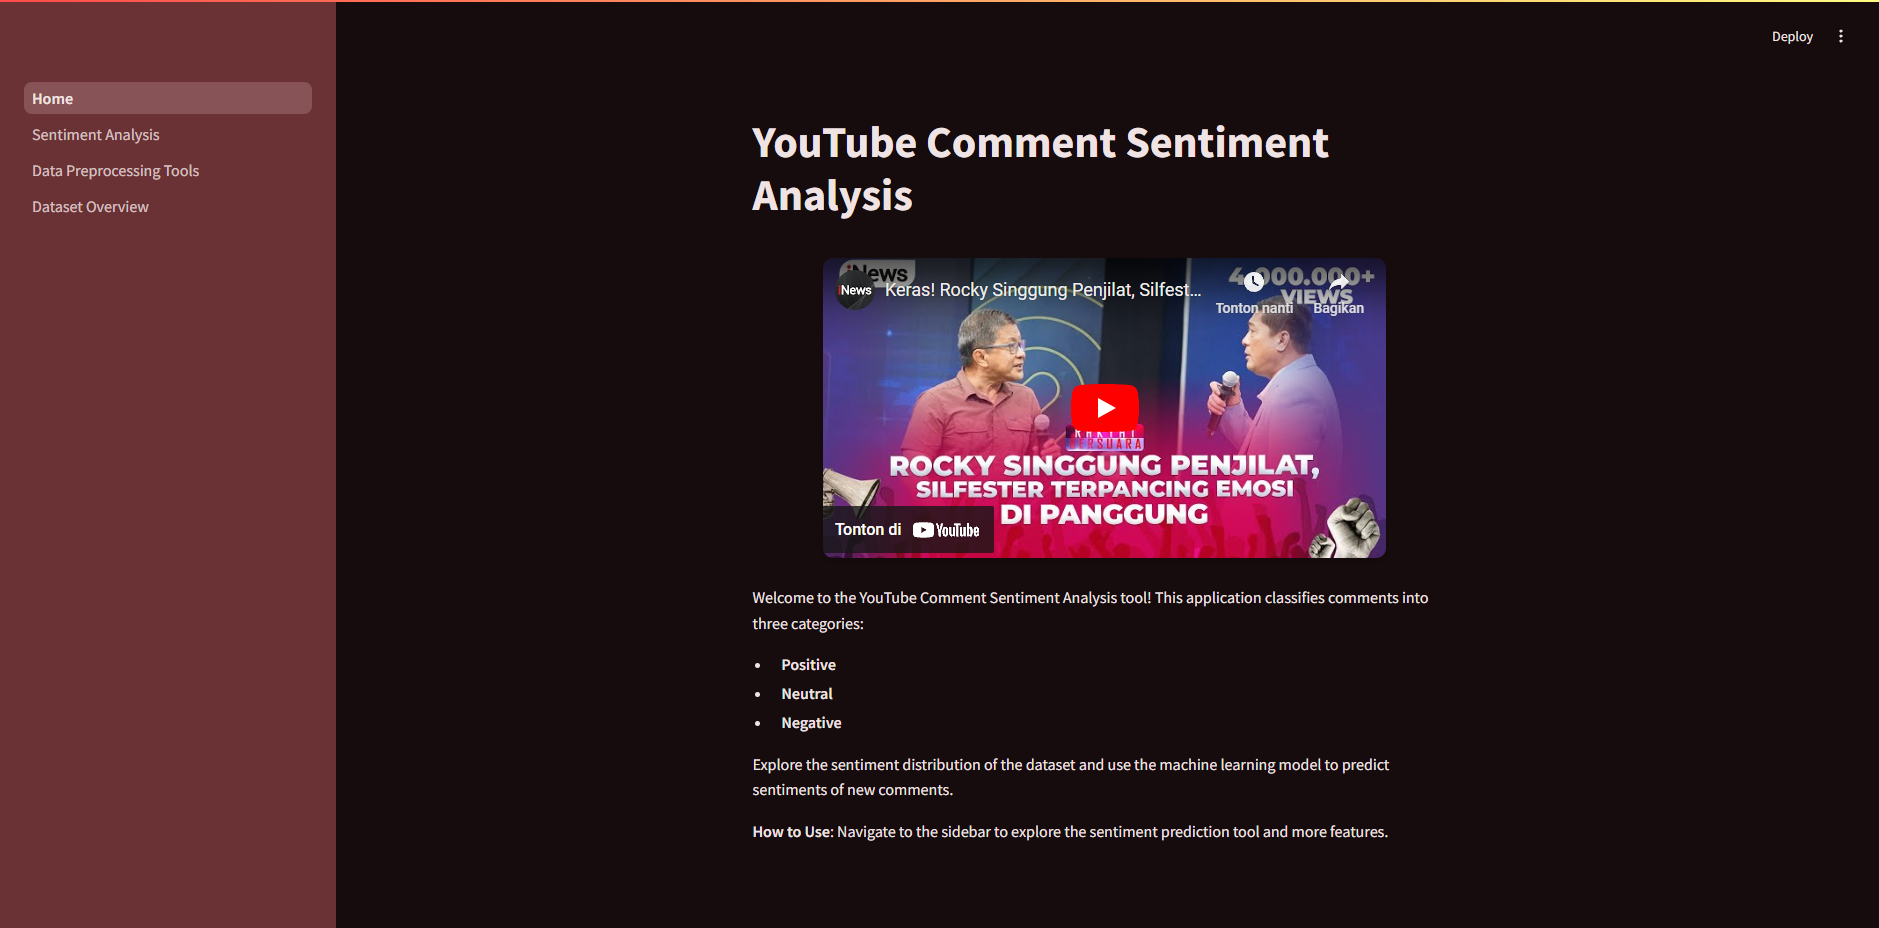 Deploy
Home
Sentiment Analysis
Data Preprocessing Tools
Dataset Overview
YouTube Comment Sentiment
Analysis
iNews
iNews
Keras! Rocky Singgung Penjilat, Silfest...
4.000.000+
VIEWS
Tonton nanti
Bagikan
RAKYAT
BERSUARA
ROCKY SINGGUNG PENJILAT,
SILFESTER TERPANCING EMOSI
DI PANGGUNG
Tonton di YouTube
Welcome to the YouTube Comment Sentiment Analysis tool! This application classifies comments into
three categories:
• Positive
• Neutral
• Negative
Explore the sentiment distribution of the dataset and use the machine learning model to predict
sentiments of new comments.
How to Use: Navigate to the sidebar to explore the sentiment prediction tool and more features.